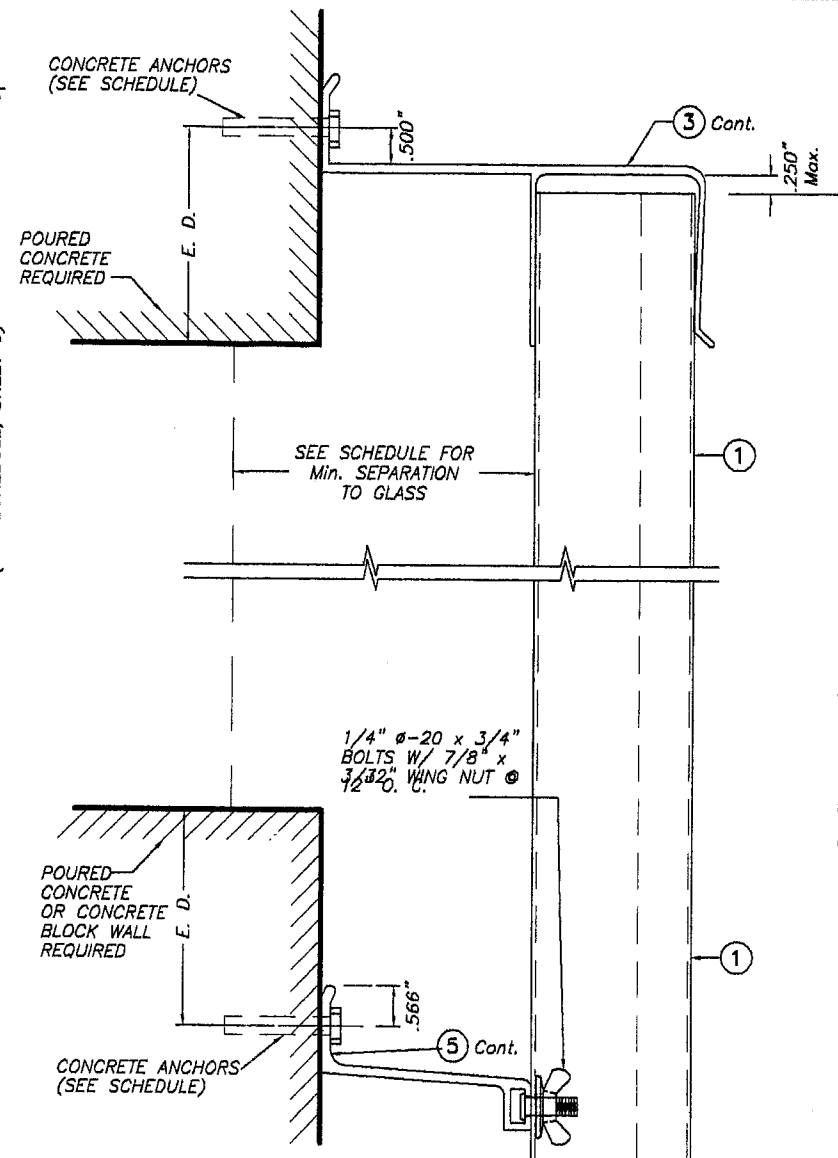 CONCRETE ANCHORS
(SEE SCHEDULE)
.500"
3 Cont.
.250"
Max.
E. D.
POURED
CONCRETE
REQUIRED
SEE SCHEDULE FOR
Min. SEPARATION
TO GLASS
1
1/4" ø-20 x 3/4"
BOLTS W/ 7/8" x
3/32" WING NUT @
12" O. C.
POURED
CONCRETE
OR CONCRETE
BLOCK WALL
REQUIRED
E. D.
1
.566"
5 Cont.
CONCRETE ANCHORS
(SEE SCHEDULE)